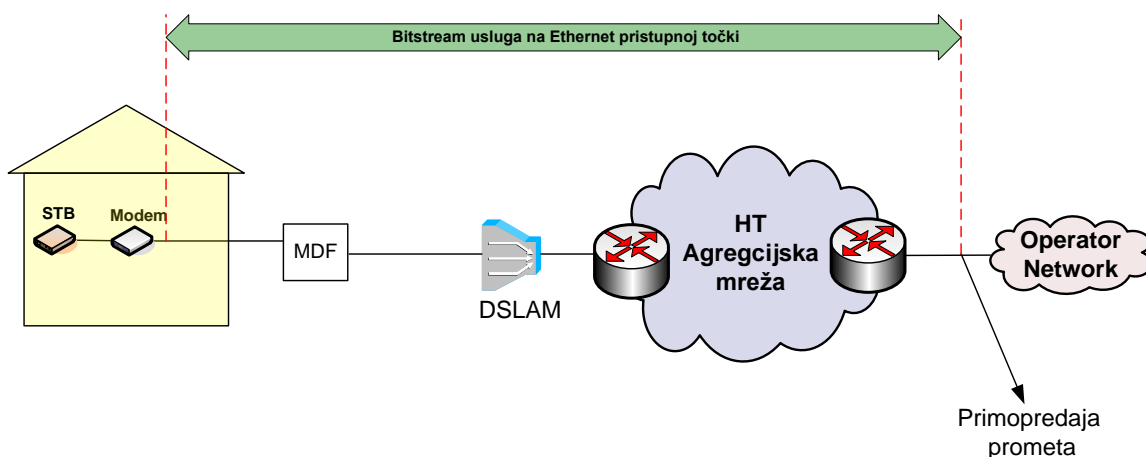 Bitstream usluga na Ethernet pristupnoj točki
STB
Modem
MDF
DSLAM
HT
Agregcijska
mreža
Operator
Network
Primopredaja
prometa